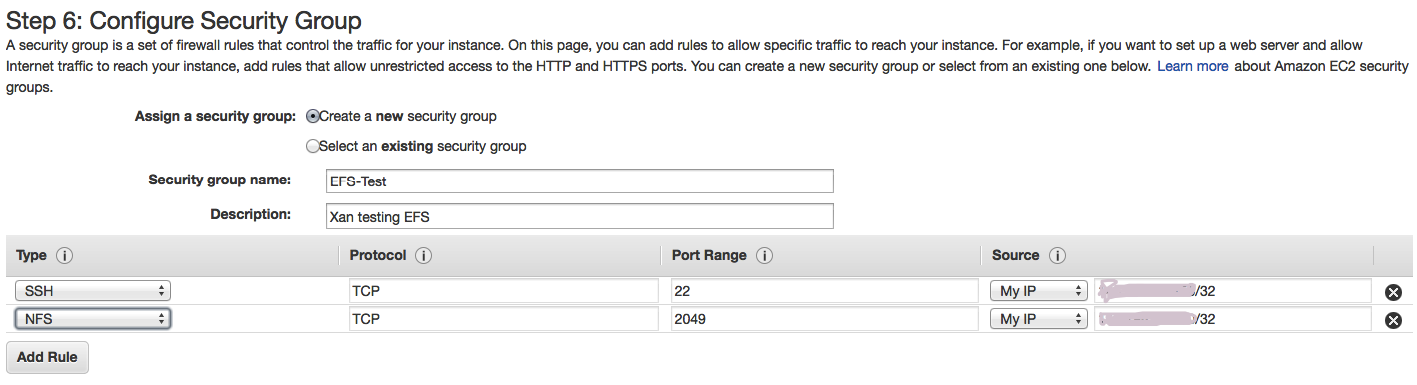 Step 6: Configure Security Group
A security group is a set of firewall rules that control the traffic for your instance. On this page, you can add rules to allow specific traffic to reach your instance. For example, if you want to set up a web server and allow
Internet traffic to reach your instance, add rules that allow unrestricted access to the HTTP and HTTPS ports. You can create a new security group or select from an existing one below. Learn more about Amazon EC2 security
groups.
Assign a security group: Create a new security group
Select an existing security group
Security group name: EFS-Test
Description: Xan testing EFS
Type i Protocol i Port Range i Source i
SSH TCP 22 My IP /32
NFS TCP 2049 My IP /32
Add Rule